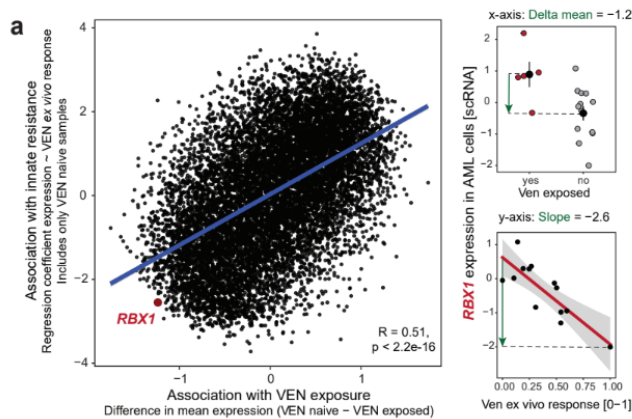 a
Association with innate resistance
Regression coefficient expression ~ VEN ex vivo response
Includes only VEN naive samples
4
2
0
−2
−4
RBX1
R = 0.51,
p < 2.2e-16
−1
0
1
Association with VEN exposure
Difference in mean expression (VEN naive − VEN exposed)
x-axis: Delta mean = −1.2
2
1
0
−1
−2
yes
no
Ven exposed
RBX1 expression in AML cells [scRNA]
y-axis: Slope = −2.6
1
0
−1
−2
0.00
0.25
0.50
0.75
1.00
Ven ex vivo response [0−1]